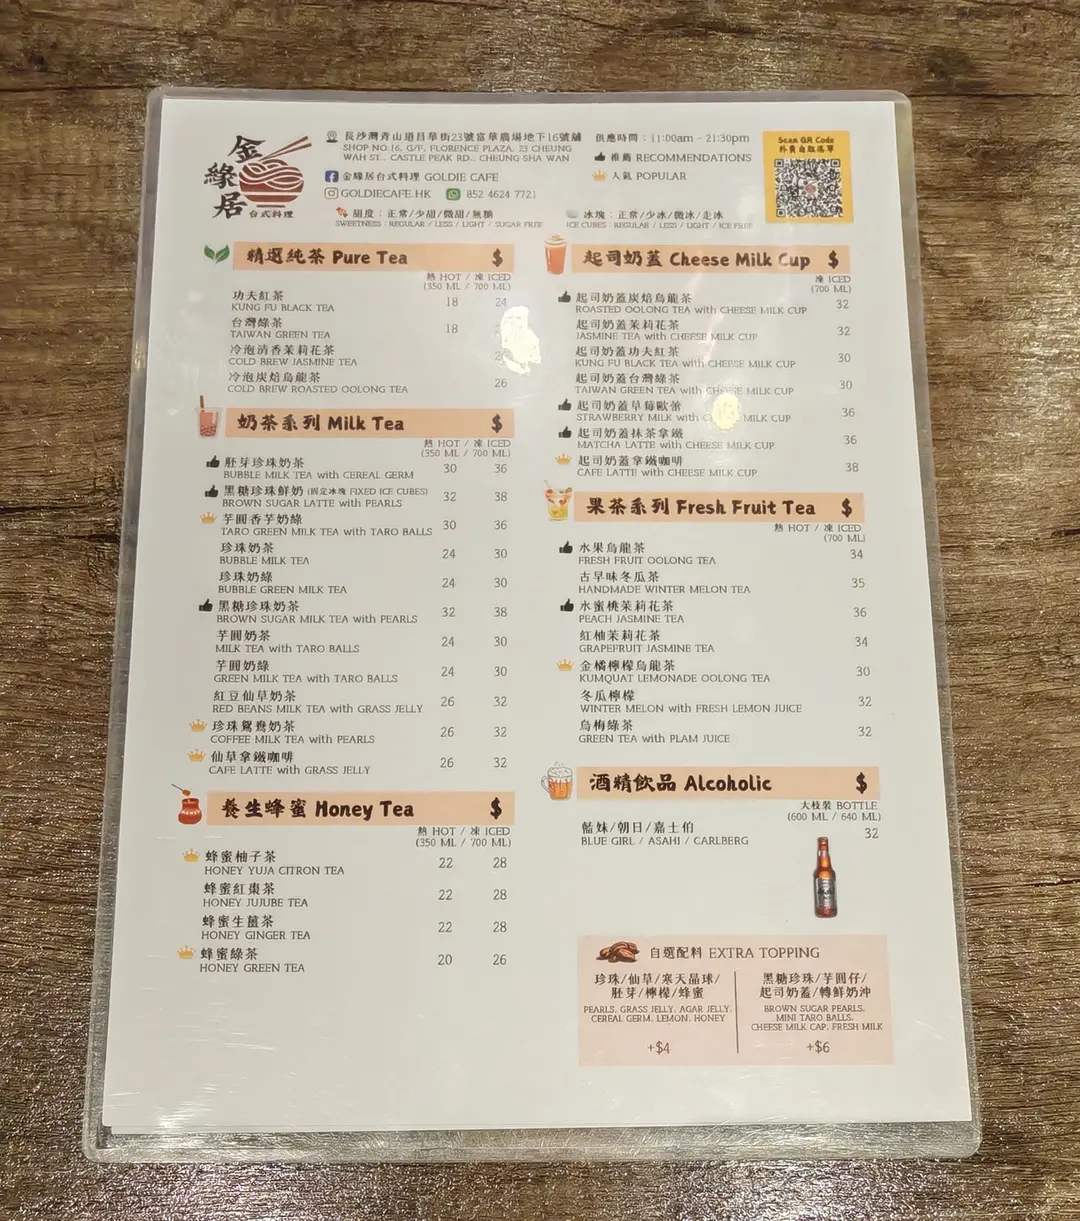 金緣居
台式料理
長沙灣青山道昌華街23號富華廣場地下16號舖
SHOP NO.16, G/F, FLORENCE PLAZA, 23 CHEUNG
WAH ST., CASTLE PEAK RD., CHEUNG SHA WAN
金緣居台式料理 GOLDIE CAFE
GOLDIECAFE.HK 852 4624 7721
供應時間：11:00am - 21:30pm
推薦 RECOMMENDATIONS
人氣 POPULAR
Scan QR Code
外賣自取落單
甜度：正常/少甜/微甜/無糖
SWEETNESS : REGULAR / LESS / LIGHT / SUGAR FREE
冰塊：正常/少冰/微冰/走冰
ICE CUBES : REGULAR / LESS / LIGHT / ICE FREE
精選純茶 Pure Tea $
熱 HOT / 凍 ICED
(350 ML / 700 ML)
功夫紅茶
KUNG FU BLACK TEA 18 24
台灣綠茶
TAIWAN GREEN TEA 18
冷泡清香茉莉花茶
COLD BREW JASMINE TEA
冷泡炭焙烏龍茶
COLD BREW ROASTED OOLONG TEA 26
奶茶系列 Milk Tea $
熱 HOT / 凍 ICED
(350 ML / 700 ML)
胚芽珍珠奶茶
BUBBLE MILK TEA with CEREAL GERM 30 36
黑糖珍珠鮮奶 (固定冰塊 FIXED ICE CUBES)
BROWN SUGAR LATTE with PEARLS 32 38
芋圓香芋奶綠
TARO GREEN MILK TEA with TARO BALLS 30 36
珍珠奶茶
BUBBLE MILK TEA 24 30
珍珠奶綠
BUBBLE GREEN MILK TEA 24 30
黑糖珍珠奶茶
BROWN SUGAR MILK TEA with PEARLS 32 38
芋圓奶茶
MILK TEA with TARO BALLS 24 30
芋圓奶綠
GREEN MILK TEA with TARO BALLS 24 30
紅豆仙草奶茶
RED BEANS MILK TEA with GRASS JELLY 26 32
珍珠鴛鴦奶茶
COFFEE MILK TEA with PEARLS 26 32
仙草拿鐵咖啡
CAFE LATTE with GRASS JELLY 26 32
養生蜂蜜 Honey Tea $
熱 HOT / 凍 ICED
(350 ML / 700 ML)
蜂蜜柚子茶
HONEY YUJA CITRON TEA 22 28
蜂蜜紅棗茶
HONEY JUJUBE TEA 22 28
蜂蜜生薑茶
HONEY GINGER TEA 22 28
蜂蜜綠茶
HONEY GREEN TEA 20 26
起司奶蓋 Cheese Milk Cup $
凍 ICED
(700 ML)
起司奶蓋炭焙烏龍茶
ROASTED OOLONG TEA with CHEESE MILK CUP 32
起司奶蓋茉莉花茶
JASMINE TEA with CHEESE MILK CUP 32
起司奶蓋功夫紅茶
KUNG FU BLACK TEA with CHEESE MILK CUP 30
起司奶蓋台灣綠茶
TAIWAN GREEN TEA with CHEESE MILK CUP 30
起司奶蓋草莓歐蕾
STRAWBERRY MILK with MILK CUP 36
起司奶蓋抹茶拿鐵
MATCHA LATTE with CHEESE MILK CUP 36
起司奶蓋拿鐵咖啡
CAFE LATTE with CHEESE MILK CUP 38
果茶系列 Fresh Fruit Tea $
熱 HOT / 凍 ICED
(700 ML)
水果烏龍茶
FRESH FRUIT OOLONG TEA 34
古早味冬瓜茶
HANDMADE WINTER MELON TEA 35
水蜜桃茉莉花茶
PEACH JASMINE TEA 36
紅柚茉莉花茶
GRAPEFRUIT JASMINE TEA 34
金橘檸檬烏龍茶
KUMQUAT LEMONADE OOLONG TEA 30
冬瓜檸檬
WINTER MELON with FRESH LEMON JUICE 32
烏梅綠茶
GREEN TEA with PLAM JUICE 32
酒精飲品 Alcoholic $
大枝裝 BOTTLE
(600 ML / 640 ML)
藍妹/朝日/嘉士伯 32
BLUE GIRL / ASAHI / CARLBERG
自選配料 EXTRA TOPPING
珍珠/仙草/寒天晶球/
胚芽/檸檬/蜂蜜
PEARLS, GRASS JELLY, AGAR JELLY,
CEREAL GERM, LEMON, HONEY
+$4
黑糖珍珠/芋圓仔/
起司奶蓋/轉鮮奶沖
BROWN SUGAR PEARLS,
MINI TARO BALLS,
CHEESE MILK CAP, FRESH MILK
+$6